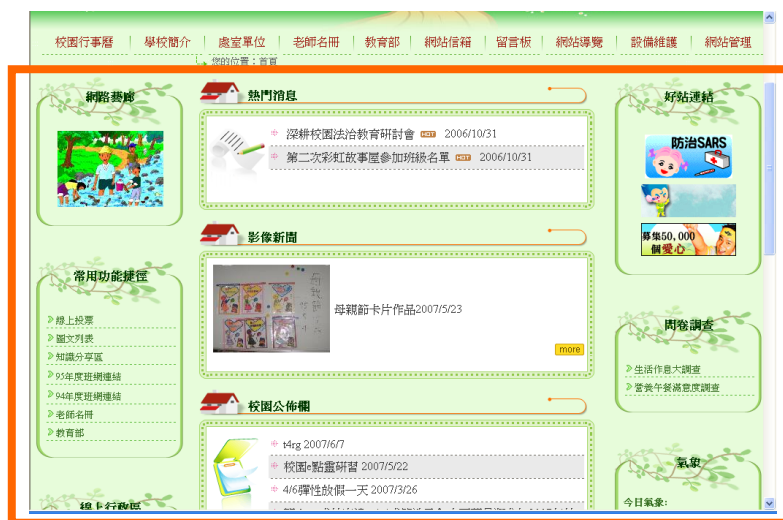 校園行事曆 學校簡介 處室單位 老師名冊 教育部 網站信箱 留言板 網站導覽 設備維護 網站管理
您的位置：首頁
網路藝廊
常用功能捷徑
線上投票
圖文列表
知識分享區
95年度班網連結
94年度班網連結
老師名冊
教育部
線上行政區
熱門消息
深耕校園法治教育研討會 HOT 2006/10/31
第二次彩虹故事屋參加班級名單 HOT 2006/10/31
影像新聞
母親節卡片作品2007/5/23
more
校園公佈欄
t4rg 2007/6/7
校園e點靈研習 2007/5/22
4/6彈性放假一天 2007/3/26
好站連結
防治SARS
募集50,000
個愛心
問卷調查
生活作息大調查
營養午餐滿意度調查
氣象
今日氣象：